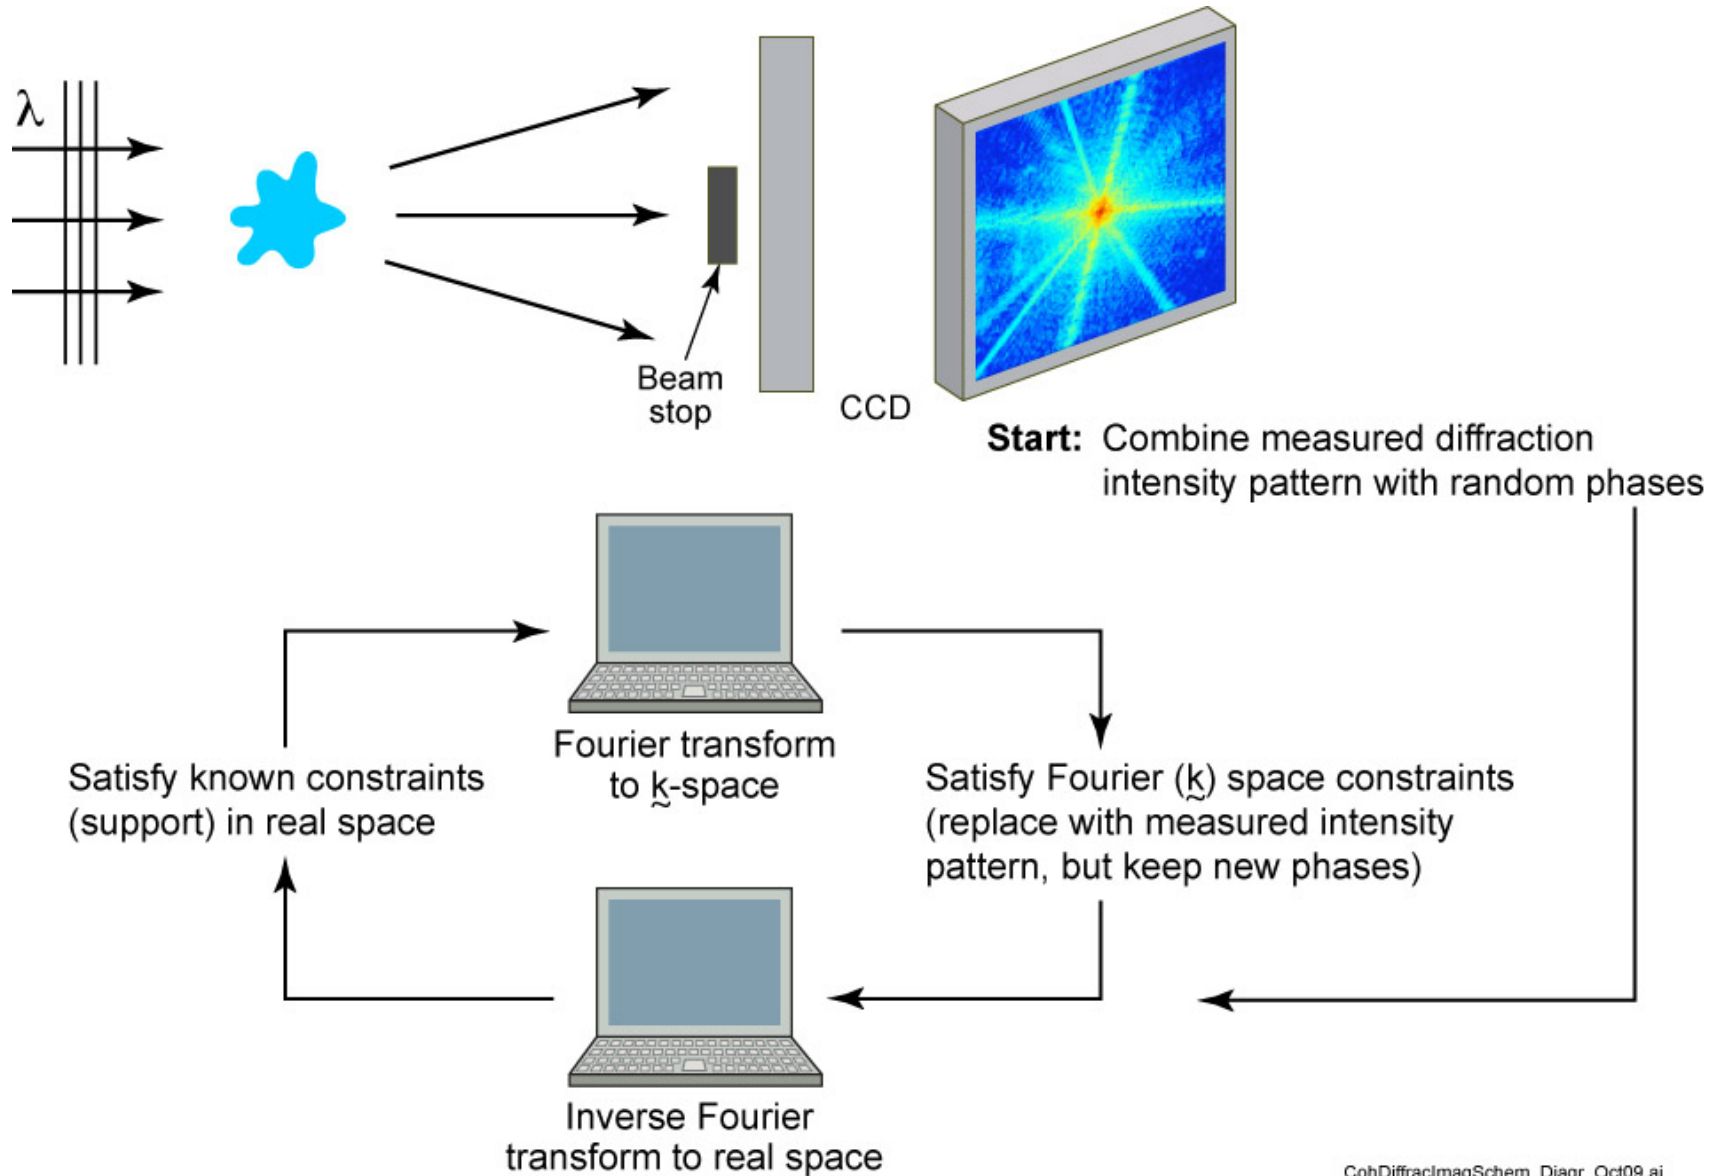 λ
Beam
stop
CCD
Start: Combine measured diffraction
intensity pattern with random phases
Fourier transform
to k̰-space
Satisfy known constraints
(support) in real space
Satisfy Fourier (k̰) space constraints
(replace with measured intensity
pattern, but keep new phases)
Inverse Fourier
transform to real space
CohDiffracImagSchem_Diagr_Oct09.ai